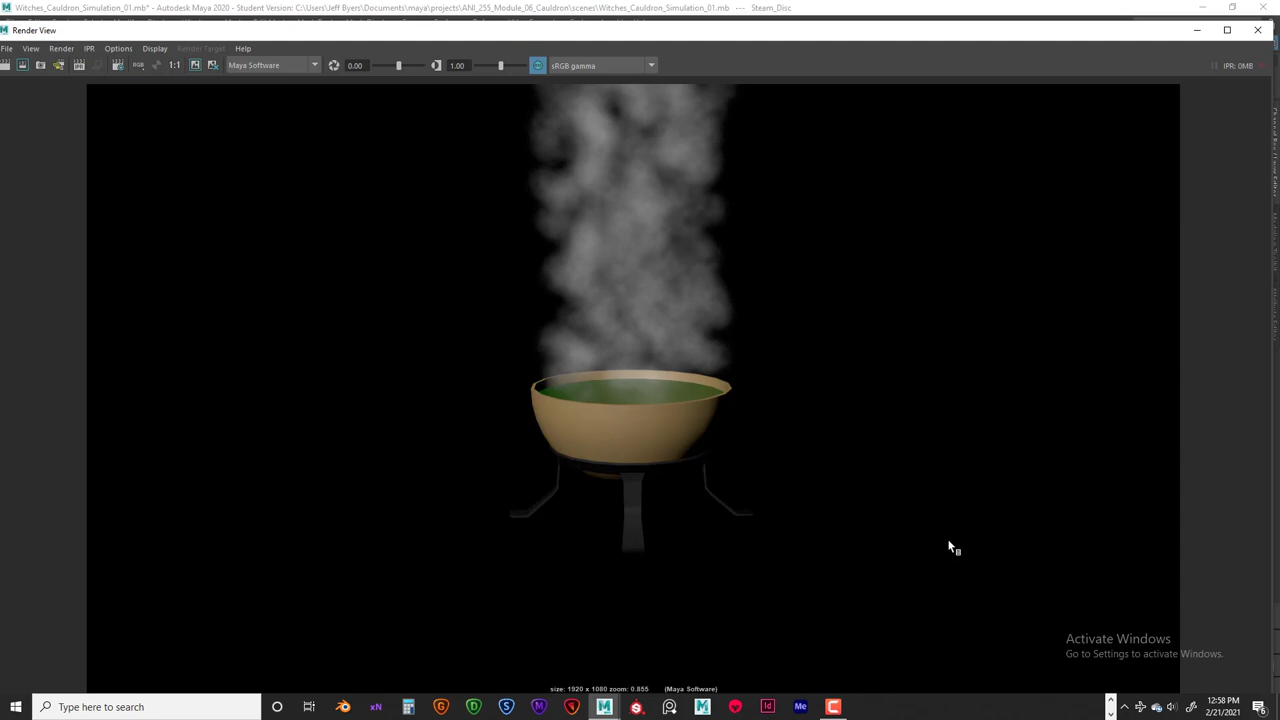 Witches_Cauldron_Simulation_01.mb* - Autodesk Maya 2020 - Student Version: C:\Users\Jeff Byers\Documents\maya\projects\ANI_255_Module_06_Cauldron\scenes\Witches_Cauldron_Simulation_01.mb --- Steam_Disc
Render View
File View Render IPR Options Display Render Target Help
RGB 1:1 Maya Software 0.00 1.00 sRGB gamma IPR: 0MB
Activate Windows
Go to Settings to activate Windows.
size: 1920 x 1080 zoom: 0.855 (Maya Software)
Type here to search
12:58 PM
2/21/2021